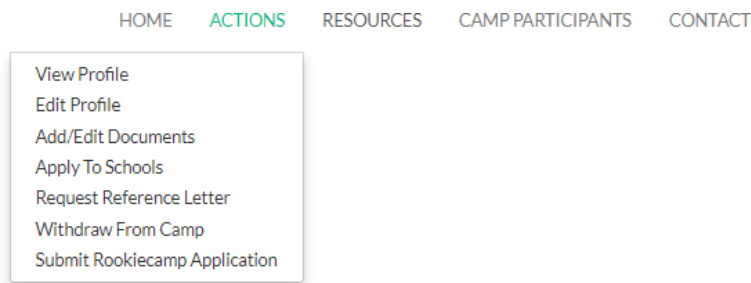 HOME ACTIONS RESOURCES CAMP PARTICIPANTS CONTACT
View Profile
Edit Profile
Add/Edit Documents
Apply To Schools
Request Reference Letter
Withdraw From Camp
Submit Rookiecamp Application